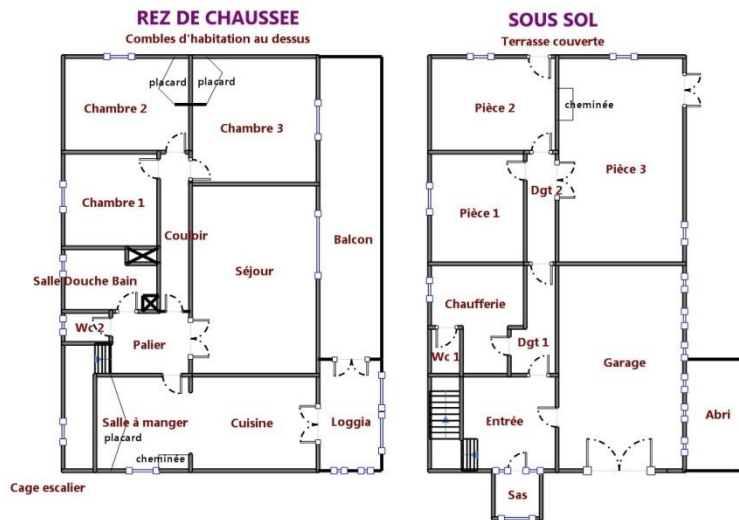 REZ DE CHAUSSEE
Combles d'habitation au dessus
placard
placard
Chambre 2
Chambre 3
Chambre 1
Couloir
Séjour
Balcon
Salle Douche Bain
Wc 2
Palier
Salle à manger
placard
Cuisine
Loggia
cheminée
Cage escalier
SOUS SOL
Terrasse couverte
Pièce 2
cheminée
Pièce 3
Pièce 1
Dgt 2
Chaufferie
Wc 1
Dgt 1
Garage
Entrée
Abri
Sas